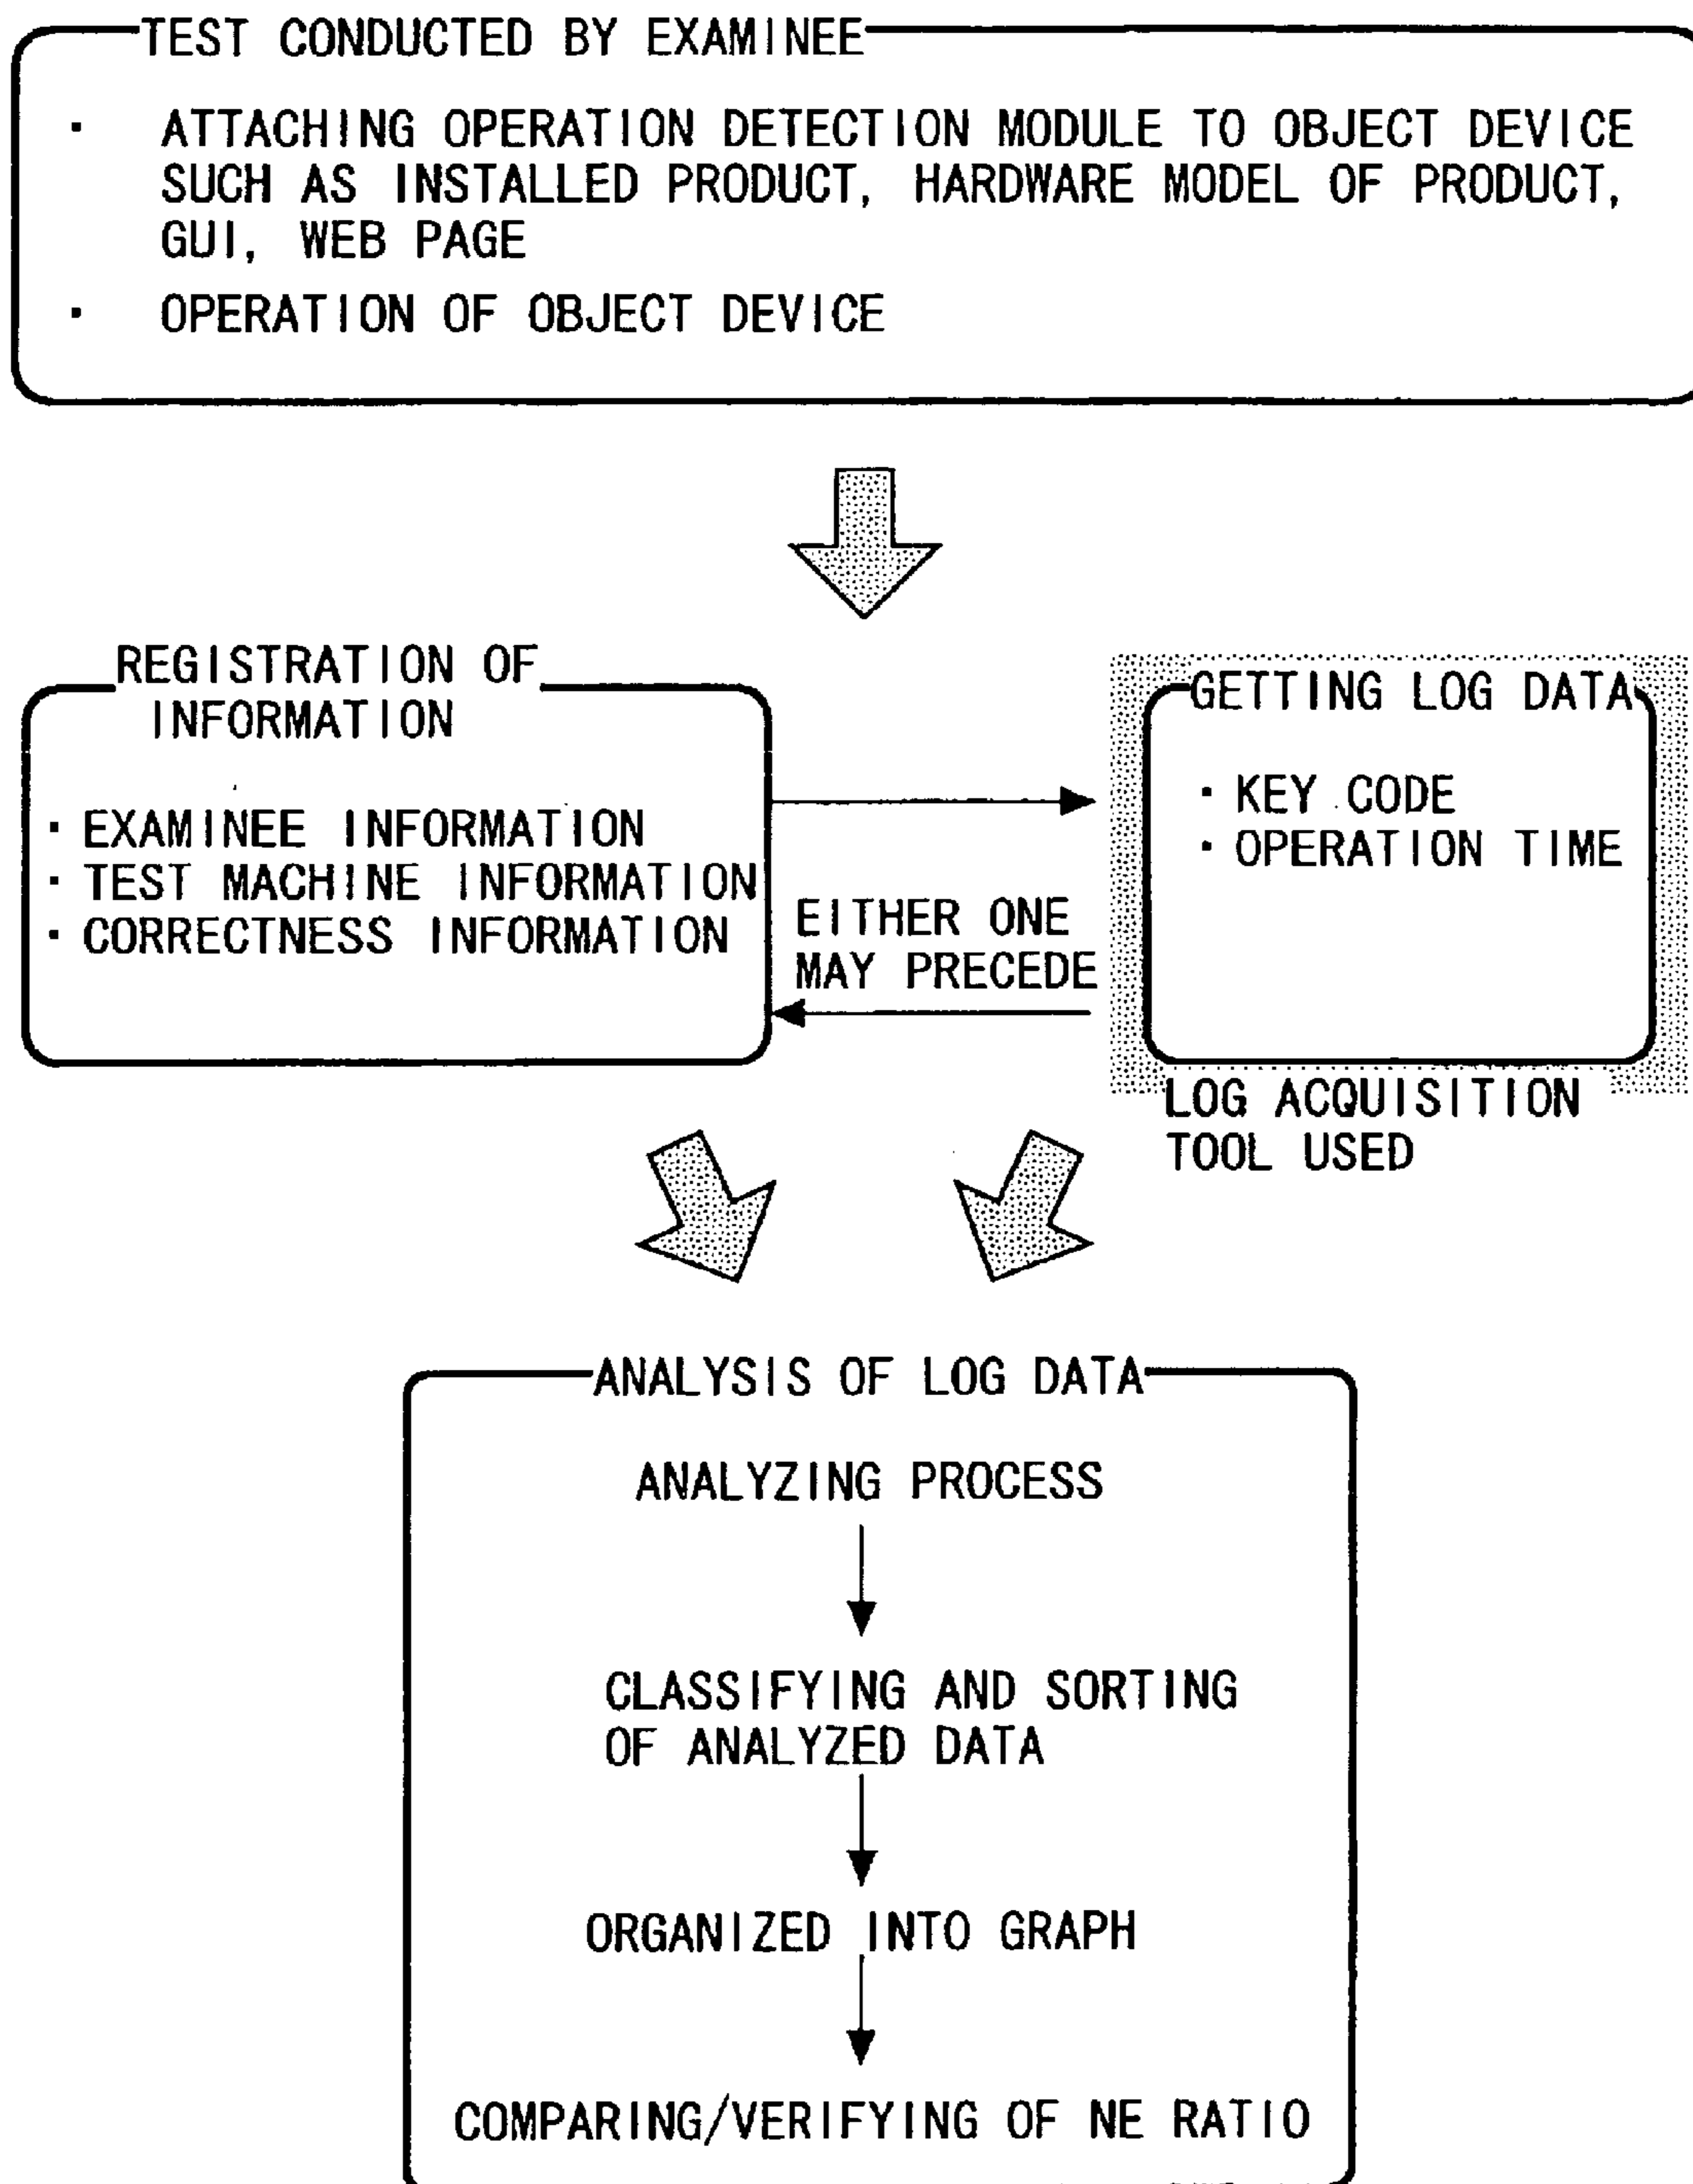 TEST CONDUCTED BY EXAMINEE
· ATTACHING OPERATION DETECTION MODULE TO OBJECT DEVICE
SUCH AS INSTALLED PRODUCT, HARDWARE MODEL OF PRODUCT,
GUI, WEB PAGE
· OPERATION OF OBJECT DEVICE
REGISTRATION OF
INFORMATION
· EXAMINEE INFORMATION
· TEST MACHINE INFORMATION
· CORRECTNESS INFORMATION
EITHER ONE
MAY PRECEDE
GETTING LOG DATA
· KEY CODE
· OPERATION TIME
LOG ACQUISITION
TOOL USED
ANALYSIS OF LOG DATA
ANALYZING PROCESS
CLASSIFYING AND SORTING
OF ANALYZED DATA
ORGANIZED INTO GRAPH
COMPARING/VERIFYING OF NE RATIO